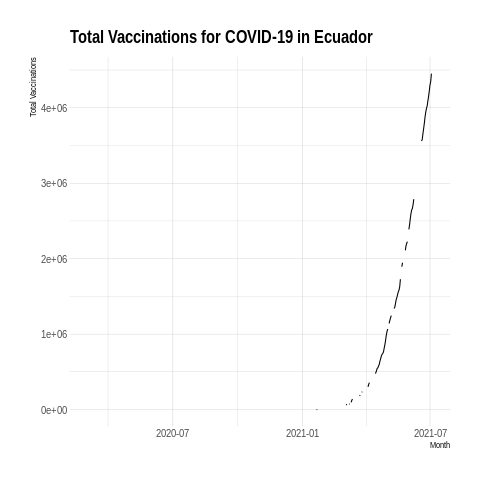 Total Vaccinations for COVID-19 in Ecuador
Total Vaccinations
4e+06
3e+06
2e+06
1e+06
0e+00
2020-07
2021-01
2021-07
Month